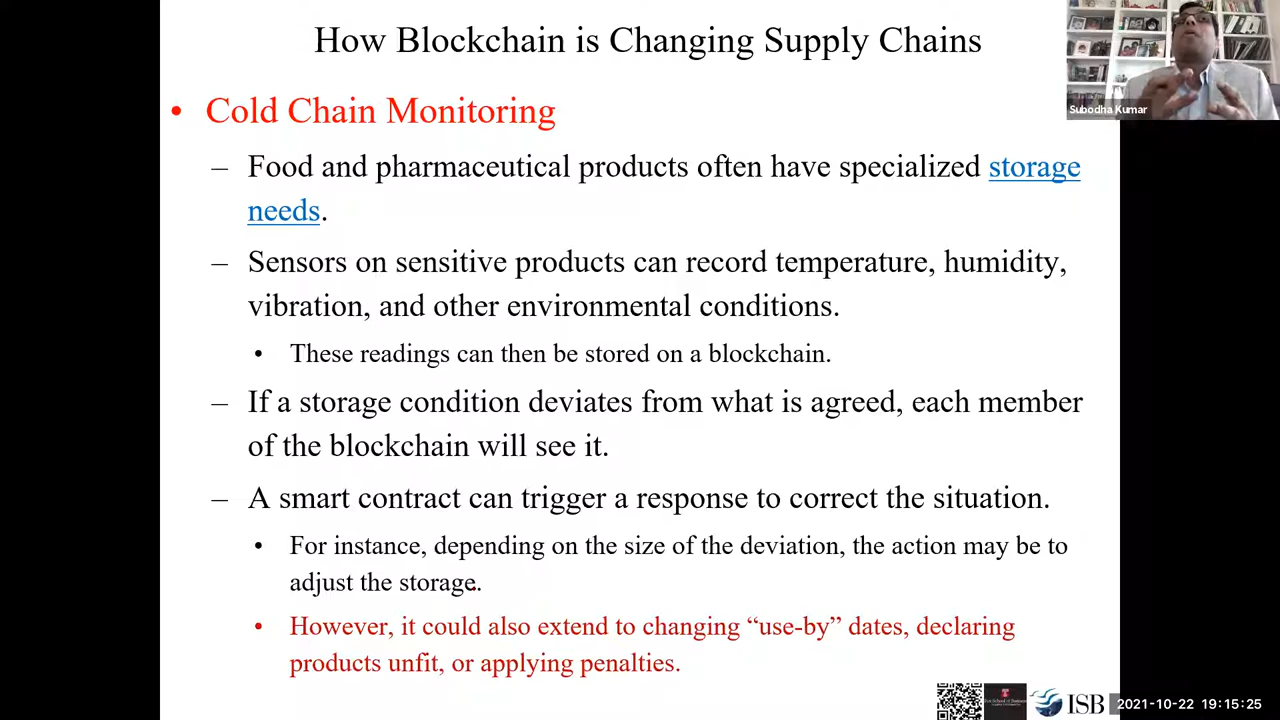 How Blockchain is Changing Supply Chains
Subodha Kumar
• Cold Chain Monitoring
– Food and pharmaceutical products often have specialized storage
needs.
– Sensors on sensitive products can record temperature, humidity,
vibration, and other environmental conditions.
• These readings can then be stored on a blockchain.
– If a storage condition deviates from what is agreed, each member
of the blockchain will see it.
– A smart contract can trigger a response to correct the situation.
• For instance, depending on the size of the deviation, the action may be to
adjust the storage.
• However, it could also extend to changing “use-by” dates, declaring
products unfit, or applying penalties.
ISB
2021-10-22 19:15:25